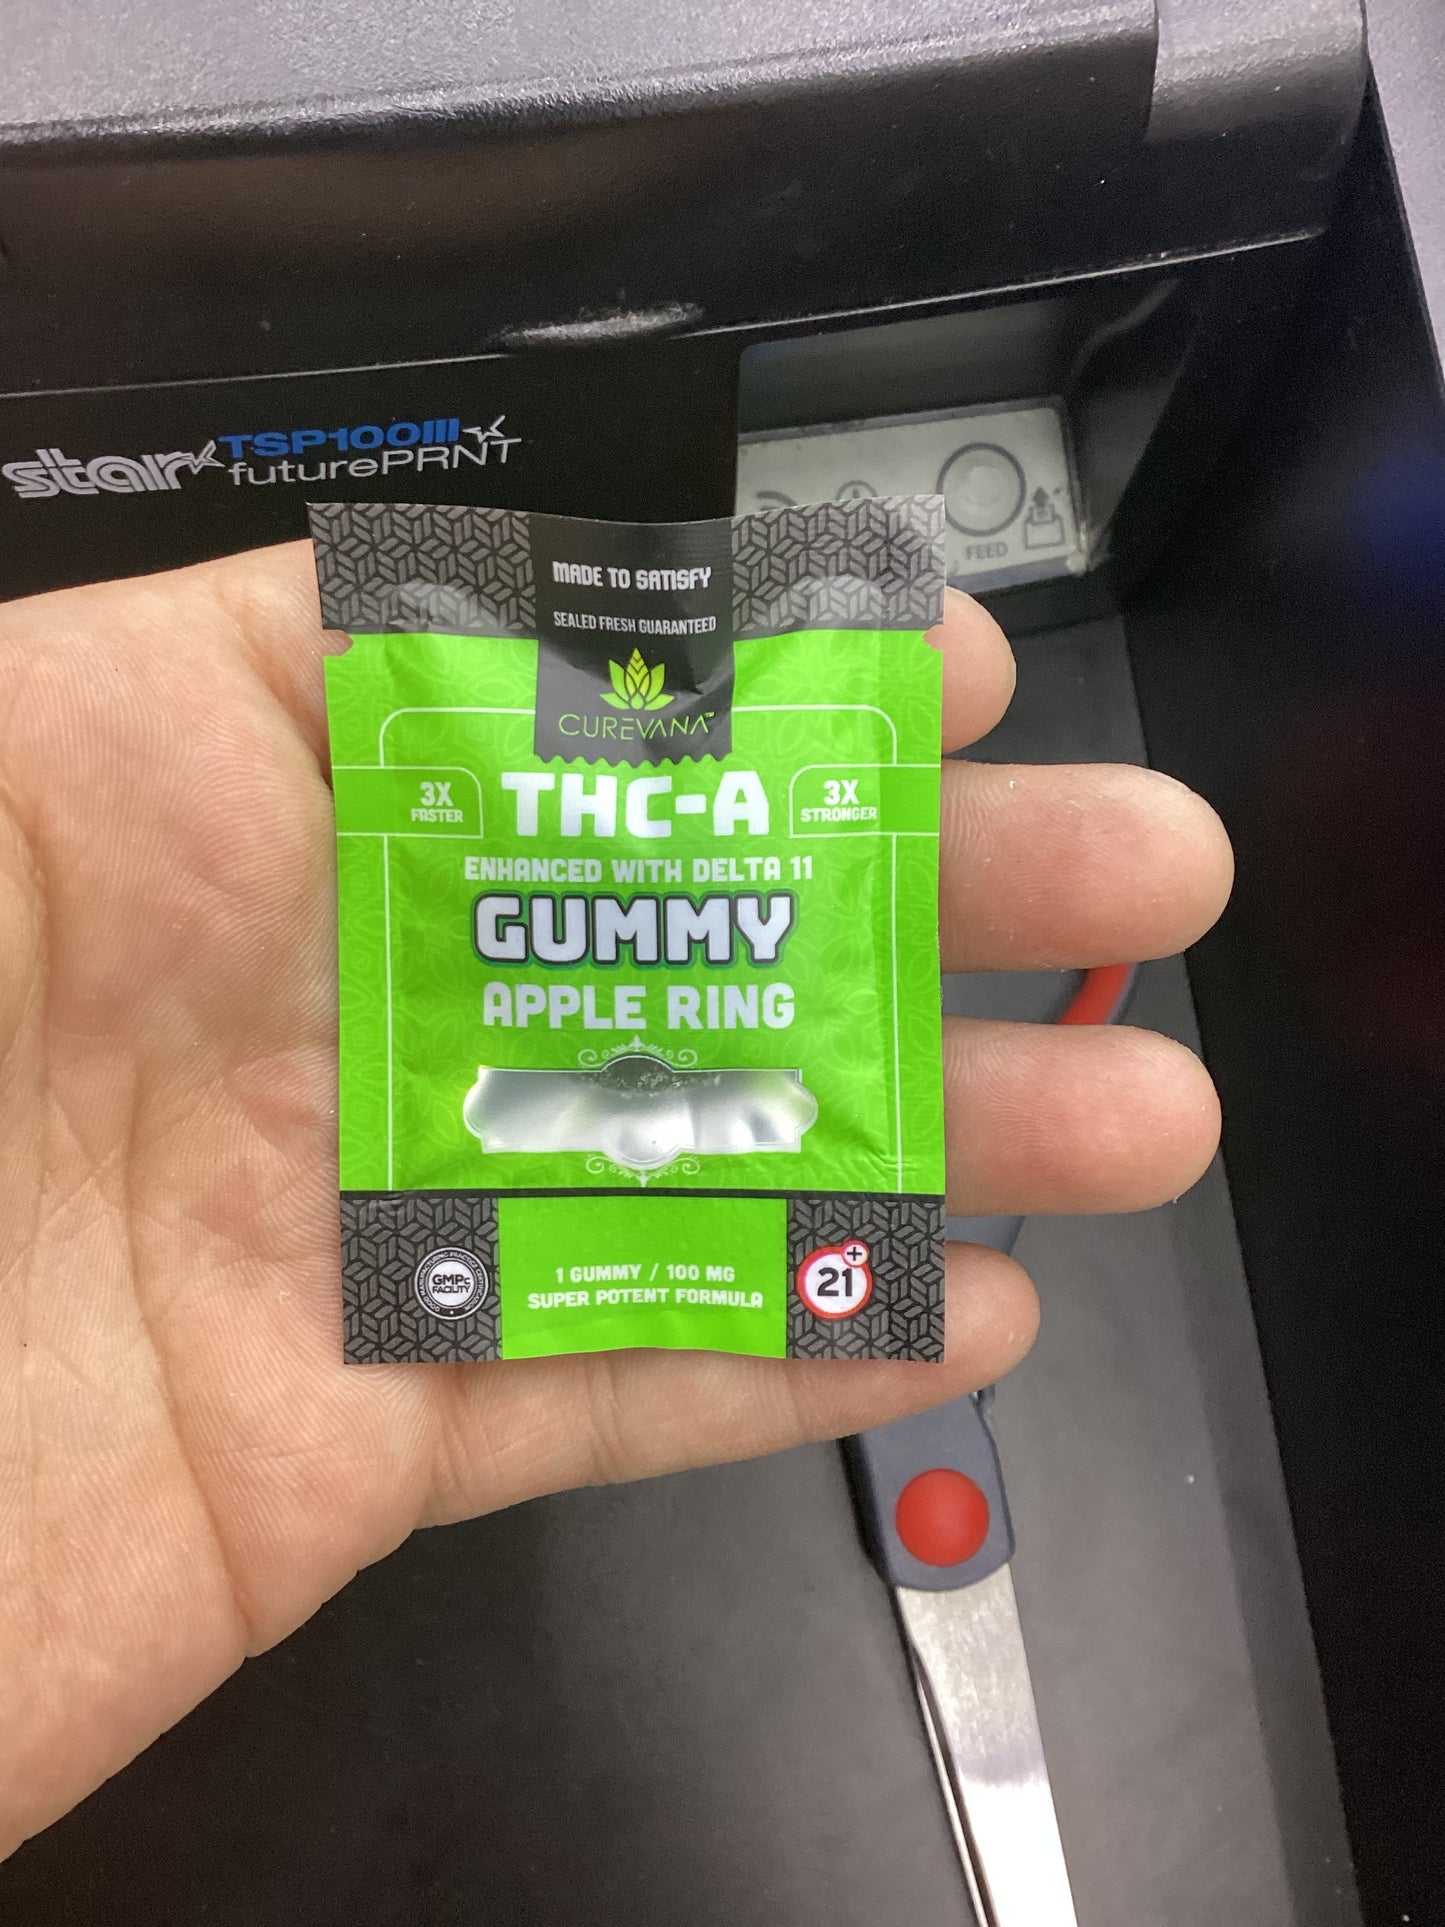 star TSP100III
futurePRNT
FEED
MADE TO SATISFY
SEALED FRESH GUARANTEED
CUREVANA™
3X
FASTER
THC-A
3X
STRONGER
ENHANCED WITH DELTA 11
GUMMY
APPLE RING
GMPc
FACILITY
1 GUMMY / 100 MG
SUPER POTENT FORMULA
21+